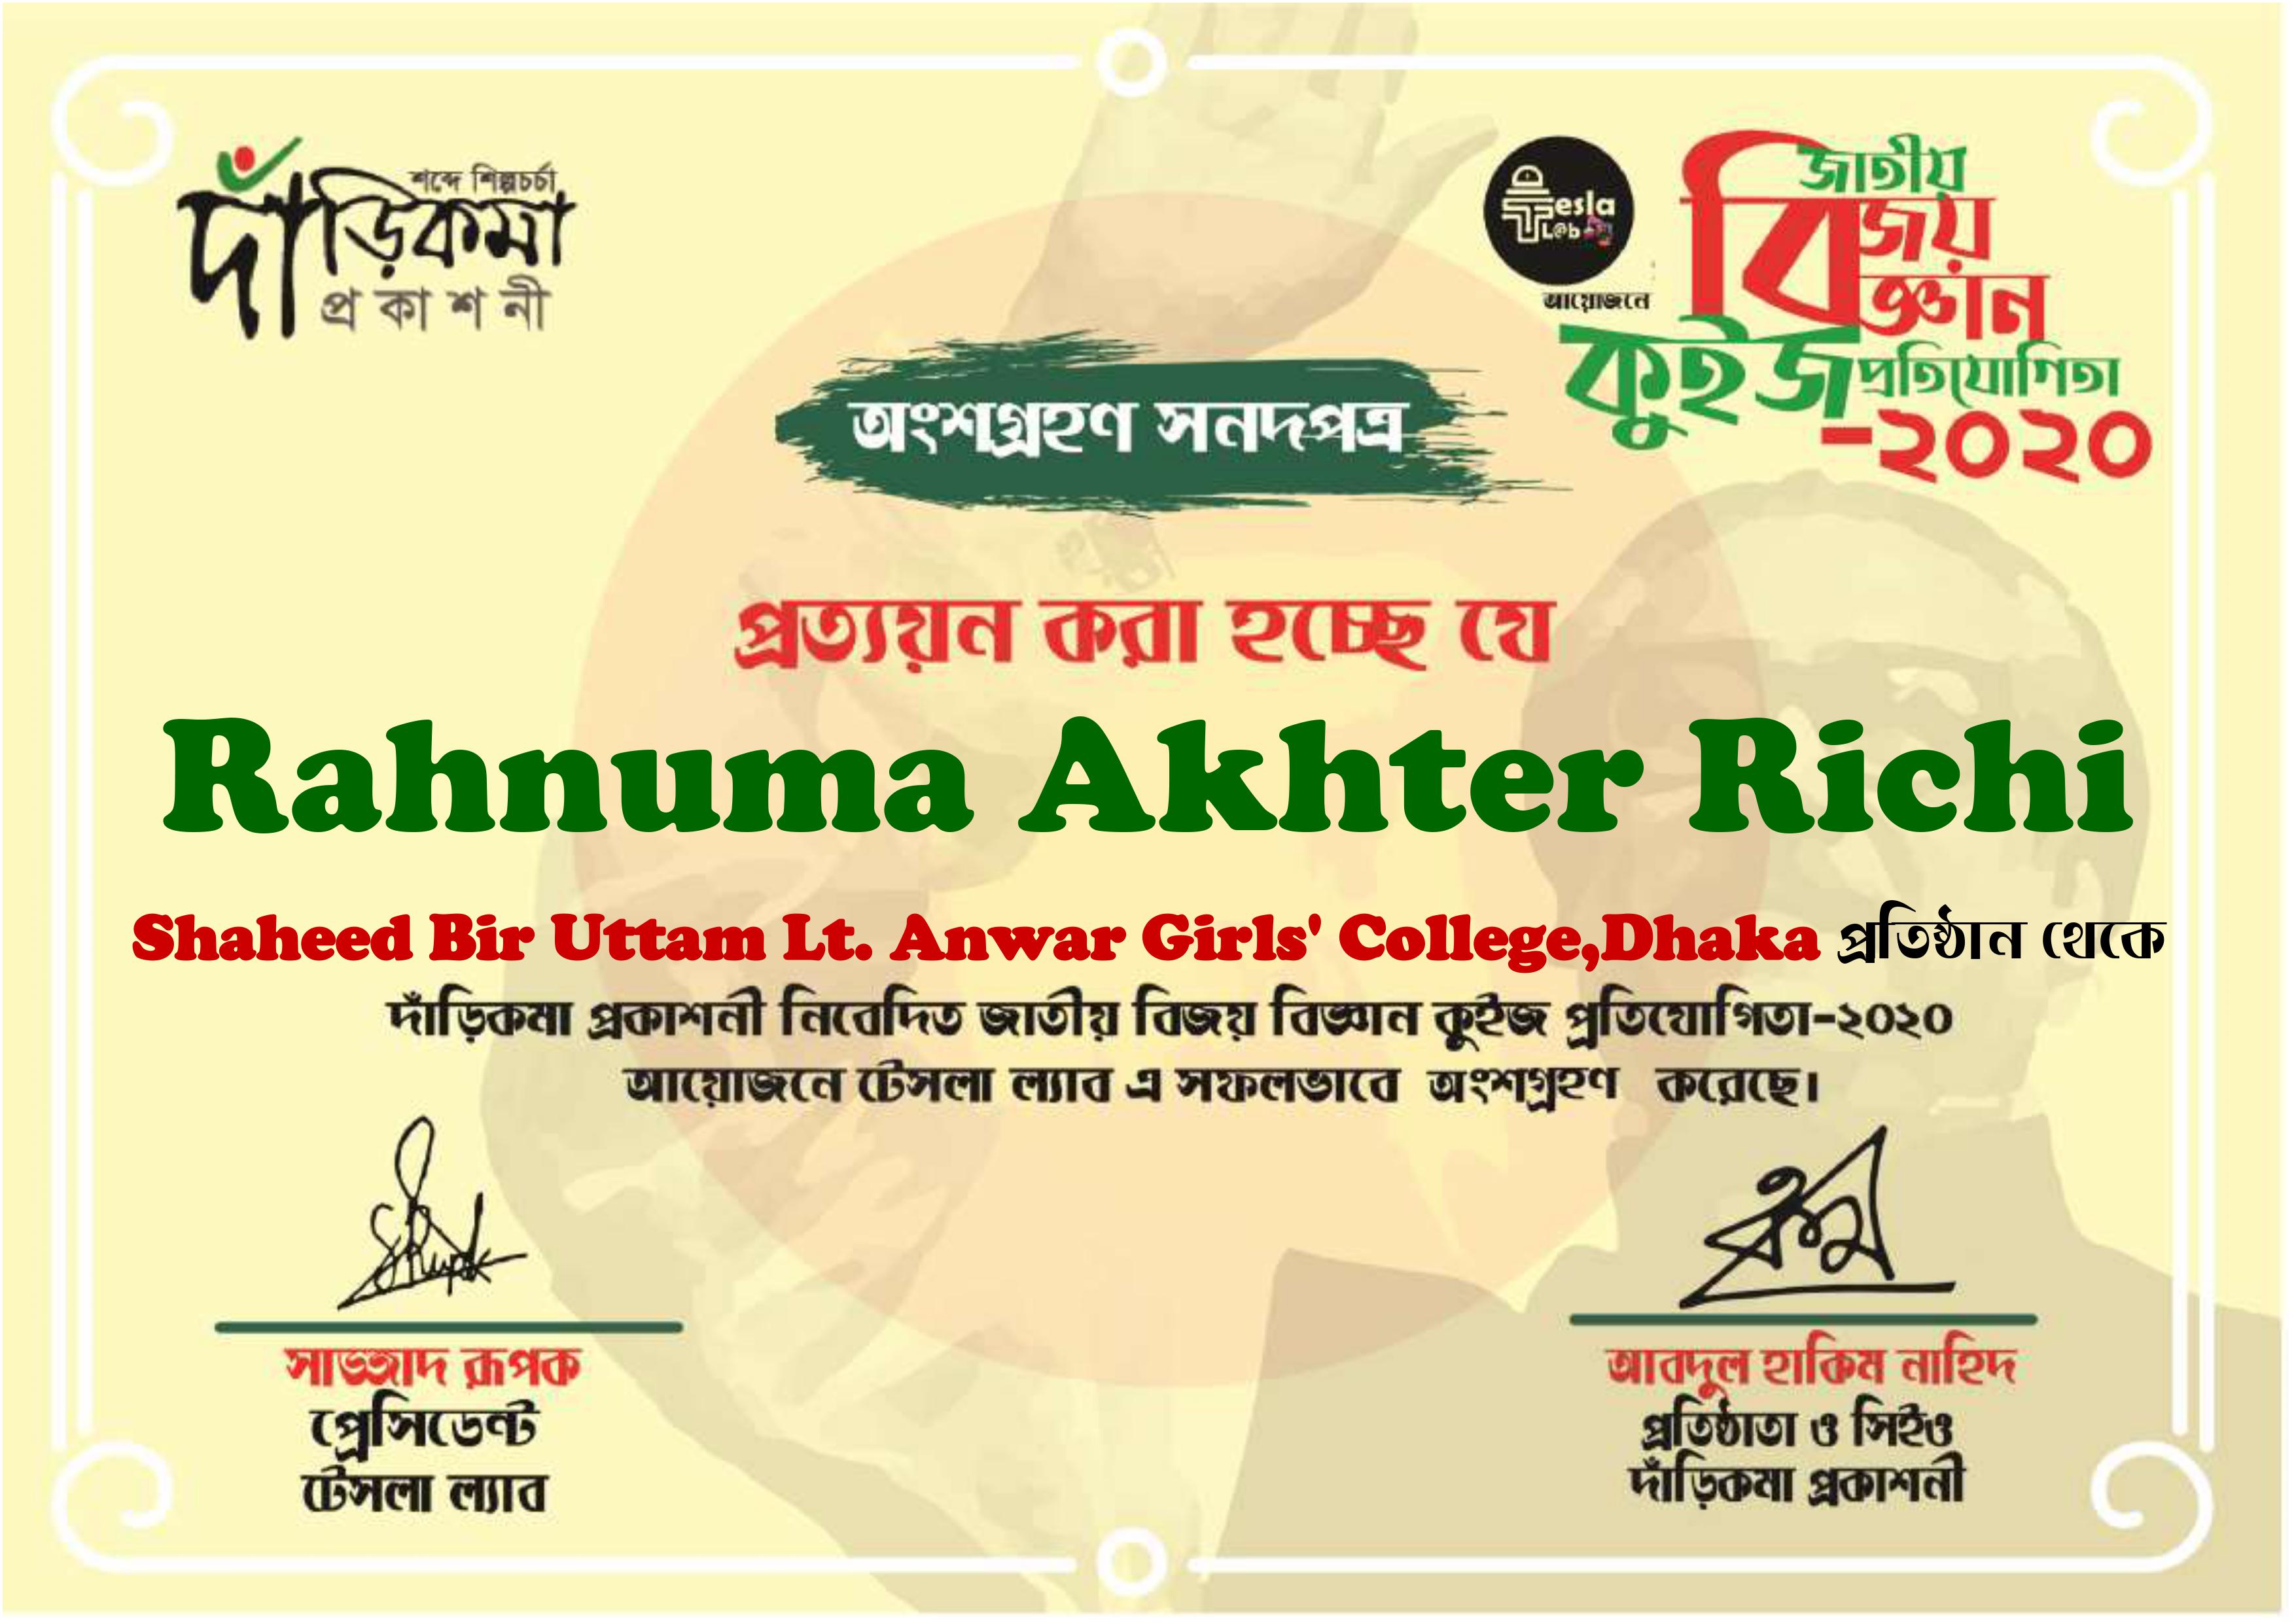 শব্দে শিল্পচর্চা
দাঁড়িকমা
প্রকাশনী
Tesla
L@b
আয়োজনে
জাতীয়
বিজয়
বিজ্ঞান
কুইজ প্রতিযোগিতা
-২০২০
অংশগ্রহণ সনদপত্র
প্রত্যয়ন করা হচ্ছে যে
Rahnuma Akhter Richi
Shaheed Bir Uttam Lt. Anwar Girls' College,Dhaka প্রতিষ্ঠান থেকে
দাঁড়িকমা প্রকাশনী নিবেদিত জাতীয় বিজয় বিজ্ঞান কুইজ প্রতিযোগিতা-২০২০
আয়োজনে টেসলা ল্যাব এ সফলভাবে অংশগ্রহণ করেছে।
সাজ্জাদ রূপক
প্রেসিডেন্ট
টেসলা ল্যাব
আবদুল হাকিম নাহিদ
প্রতিষ্ঠাতা ও সিইও
দাঁড়িকমা প্রকাশনী